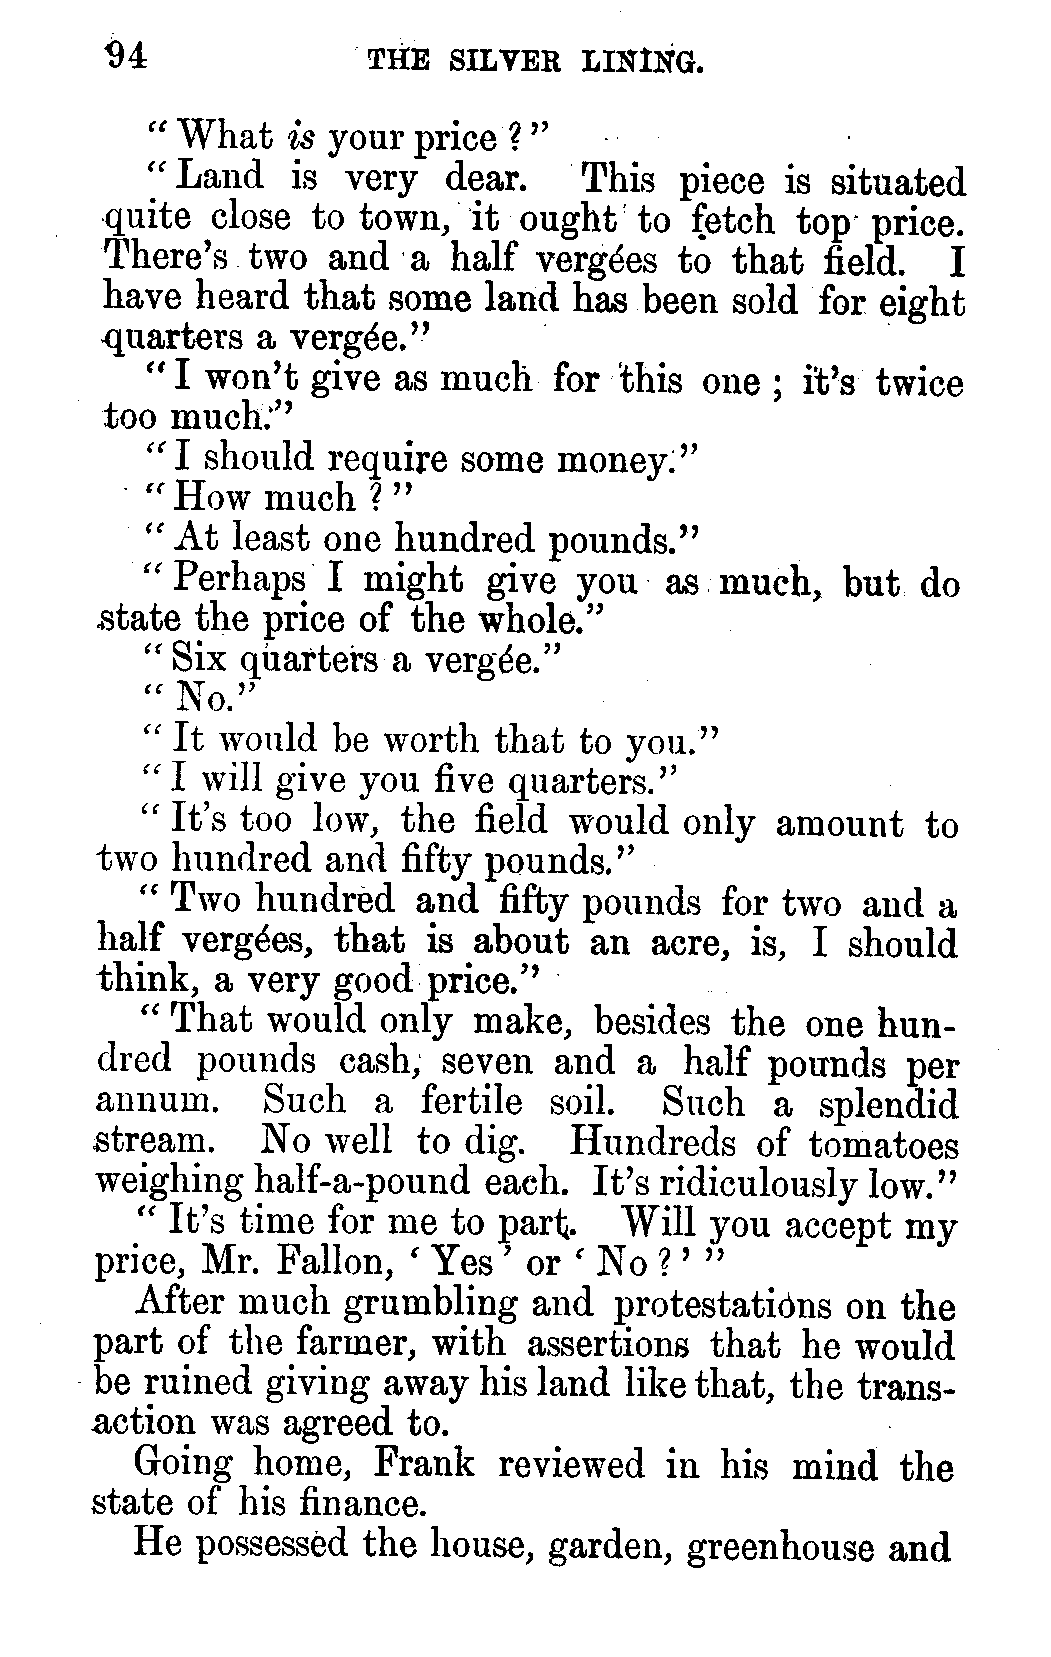 94 THE SILVER LINING.
" What is your price ? "
" Land is very dear. This piece is situated
quite close to town, it ought to fetch top price.
There's two and a half vergées to that field. I
have heard that some land has been sold for eight
quarters a vergée."
" I won't give as much for this one ; it's twice
too much."
" I should require some money."
" How much ? "
" At least one hundred pounds."
" Perhaps I might give you as much, but do
state the price of the whole."
" Six quarters a vergée."
" No."
" It would be worth that to you."
" I will give you five quarters."
" It's too low, the field would only amount to
two hundred and fifty pounds."
" Two hundred and fifty pounds for two and a
half vergées, that is about an acre, is, I should
think, a very good price."
" That would only make, besides the one hun-
dred pounds cash, seven and a half pounds per
annum. Such a fertile soil. Such a splendid
stream. No well to dig. Hundreds of tomatoes
weighing half-a-pound each. It's ridiculously low."
" It's time for me to part. Will you accept my
price, Mr. Fallon, ' Yes ' or ' No ? ' "
After much grumbling and protestations on the
part of the farmer, with assertions that he would
be ruined giving away his land like that, the trans-
action was agreed to.
Going home, Frank reviewed in his mind the
state of his finance.
He possessed the house, garden, greenhouse and